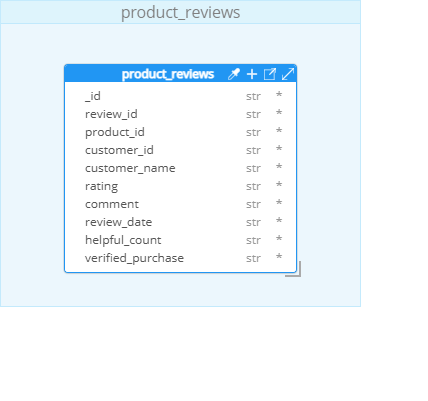 product_reviews
product_reviews
_id str *
review_id str *
product_id str *
customer_id str *
customer_name str *
rating str *
comment str *
review_date str *
helpful_count str *
verified_purchase str *